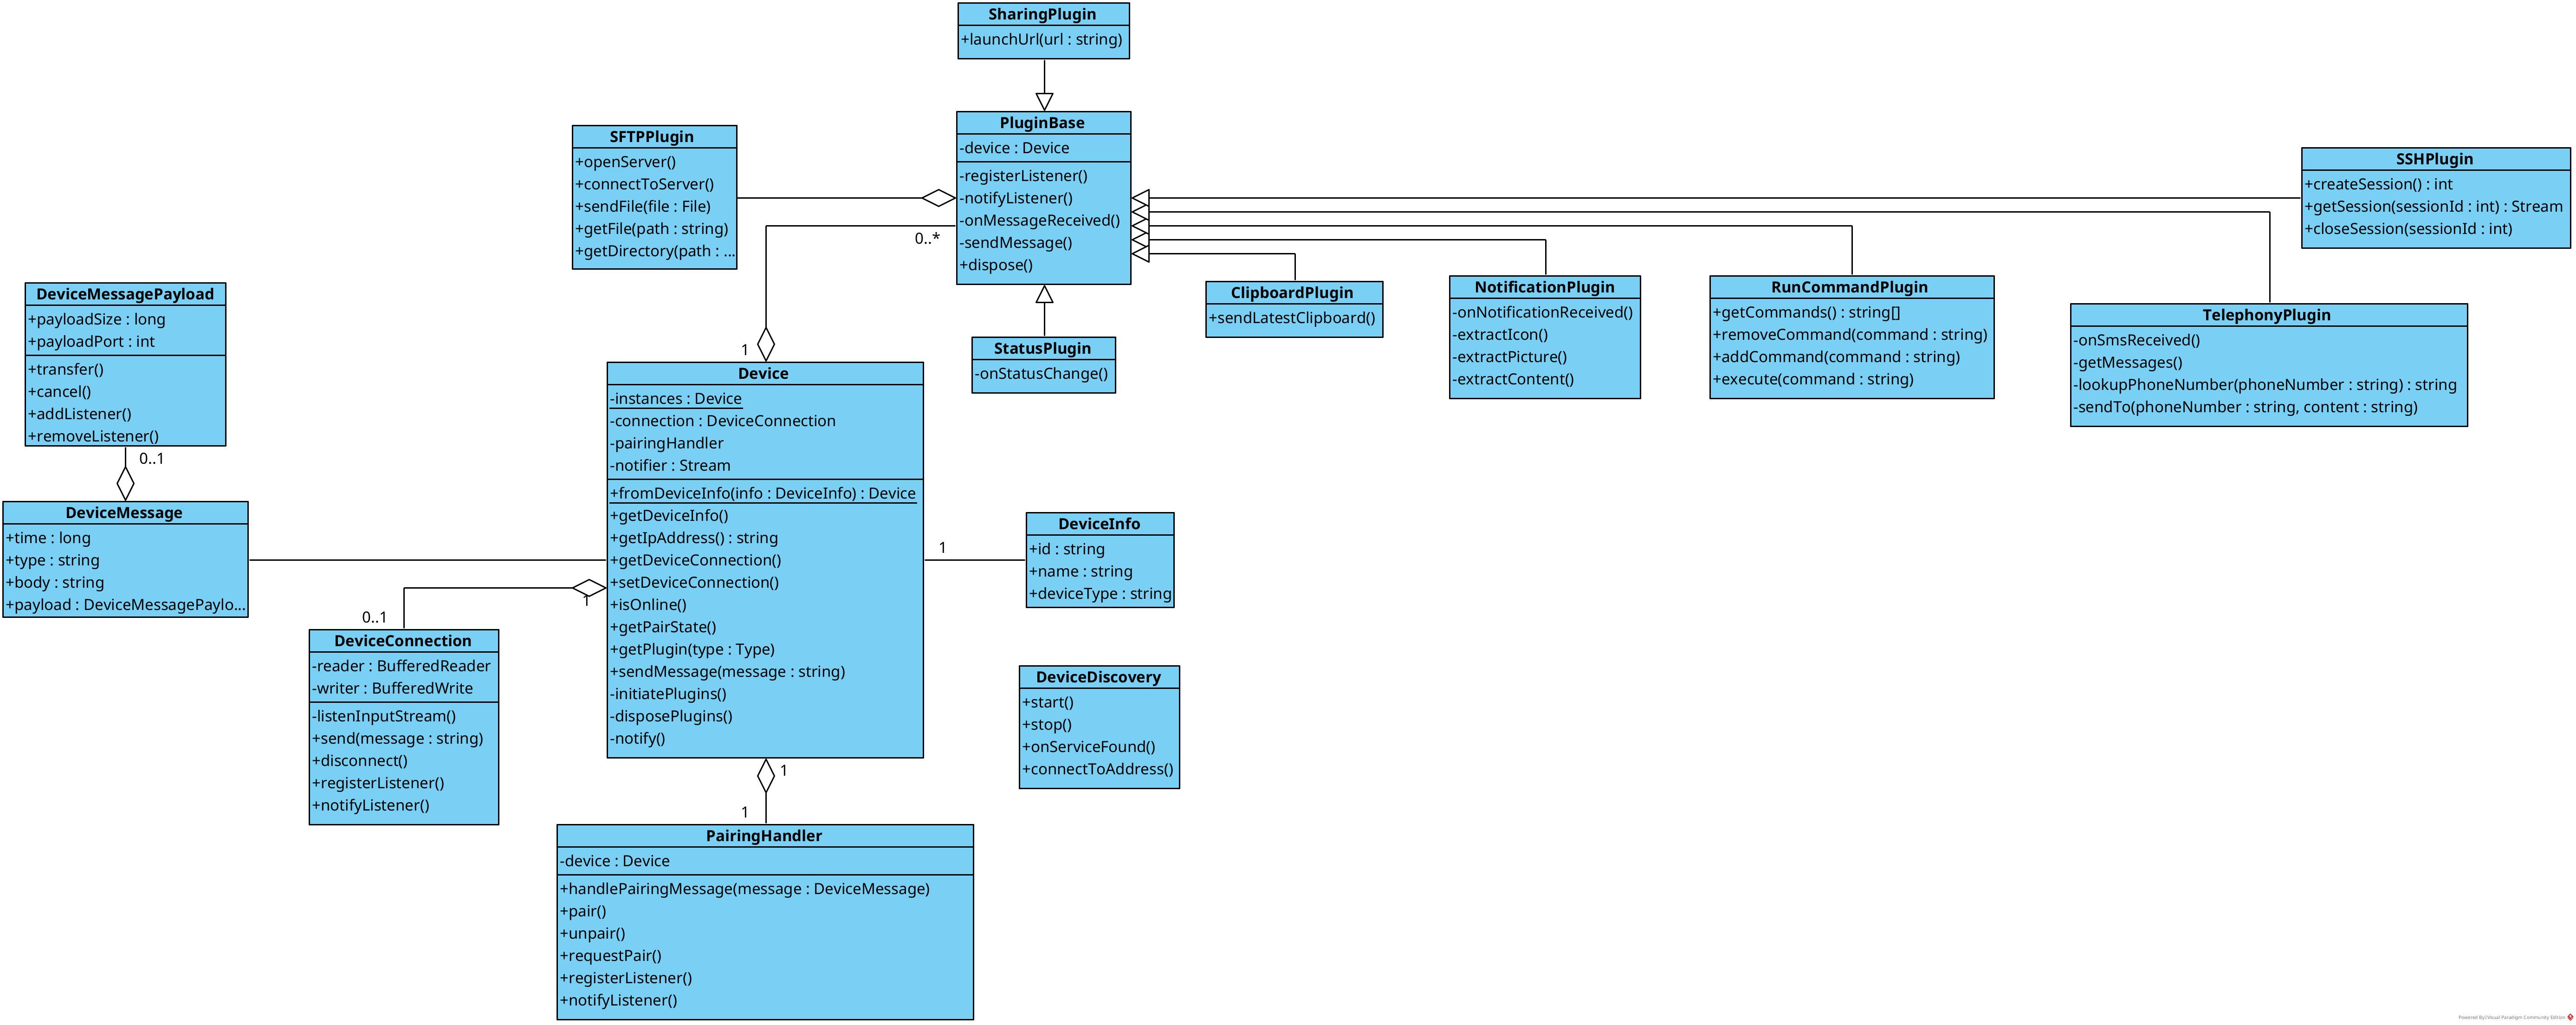 SharingPlugin
+launchUrl(url : string)
PluginBase
-device : Device
-registerListener()
-notifyListener()
-onMessageReceived()
-sendMessage()
+dispose()
SFTPPlugin
+openServer()
+connectToServer()
+sendFile(file : File)
+getFile(path : string)
+getDirectory(path : ...
SSHPlugin
+createSession() : int
+getSession(sessionId : int) : Stream
+closeSession(sessionId : int)
0..*
1
DeviceMessagePayload
+payloadSize : long
+payloadPort : int
+transfer()
+cancel()
+addListener()
+removeListener()
0..1
StatusPlugin
-onStatusChange()
ClipboardPlugin
+sendLatestClipboard()
NotificationPlugin
-onNotificationReceived()
-extractIcon()
-extractPicture()
-extractContent()
RunCommandPlugin
+getCommands() : string[]
+removeCommand(command : string)
+addCommand(command : string)
+execute(command : string)
TelephonyPlugin
-onSmsReceived()
-getMessages()
-lookupPhoneNumber(phoneNumber : string) : string
-sendTo(phoneNumber : string, content : string)
Device
-instances : Device
-connection : DeviceConnection
-pairingHandler
-notifier : Stream
+fromDeviceInfo(info : DeviceInfo) : Device
+getDeviceInfo()
+getIpAddress() : string
+getDeviceConnection()
+setDeviceConnection()
+isOnline()
+getPairState()
+getPlugin(type : Type)
+sendMessage(message : string)
-initiatePlugins()
-disposePlugins()
-notify()
DeviceMessage
+time : long
+type : string
+body : string
+payload : DeviceMessagePaylo...
1
0..1
DeviceConnection
-reader : BufferedReader
-writer : BufferedWrite
-listenInputStream()
+send(message : string)
+disconnect()
+registerListener()
+notifyListener()
1
DeviceInfo
+id : string
+name : string
+deviceType : string
DeviceDiscovery
+start()
+stop()
+onServiceFound()
+connectToAddress()
1
1
PairingHandler
-device : Device
+handlePairingMessage(message : DeviceMessage)
+pair()
+unpair()
+requestPair()
+registerListener()
+notifyListener()
Powered By Visual Paradigm Community Edition